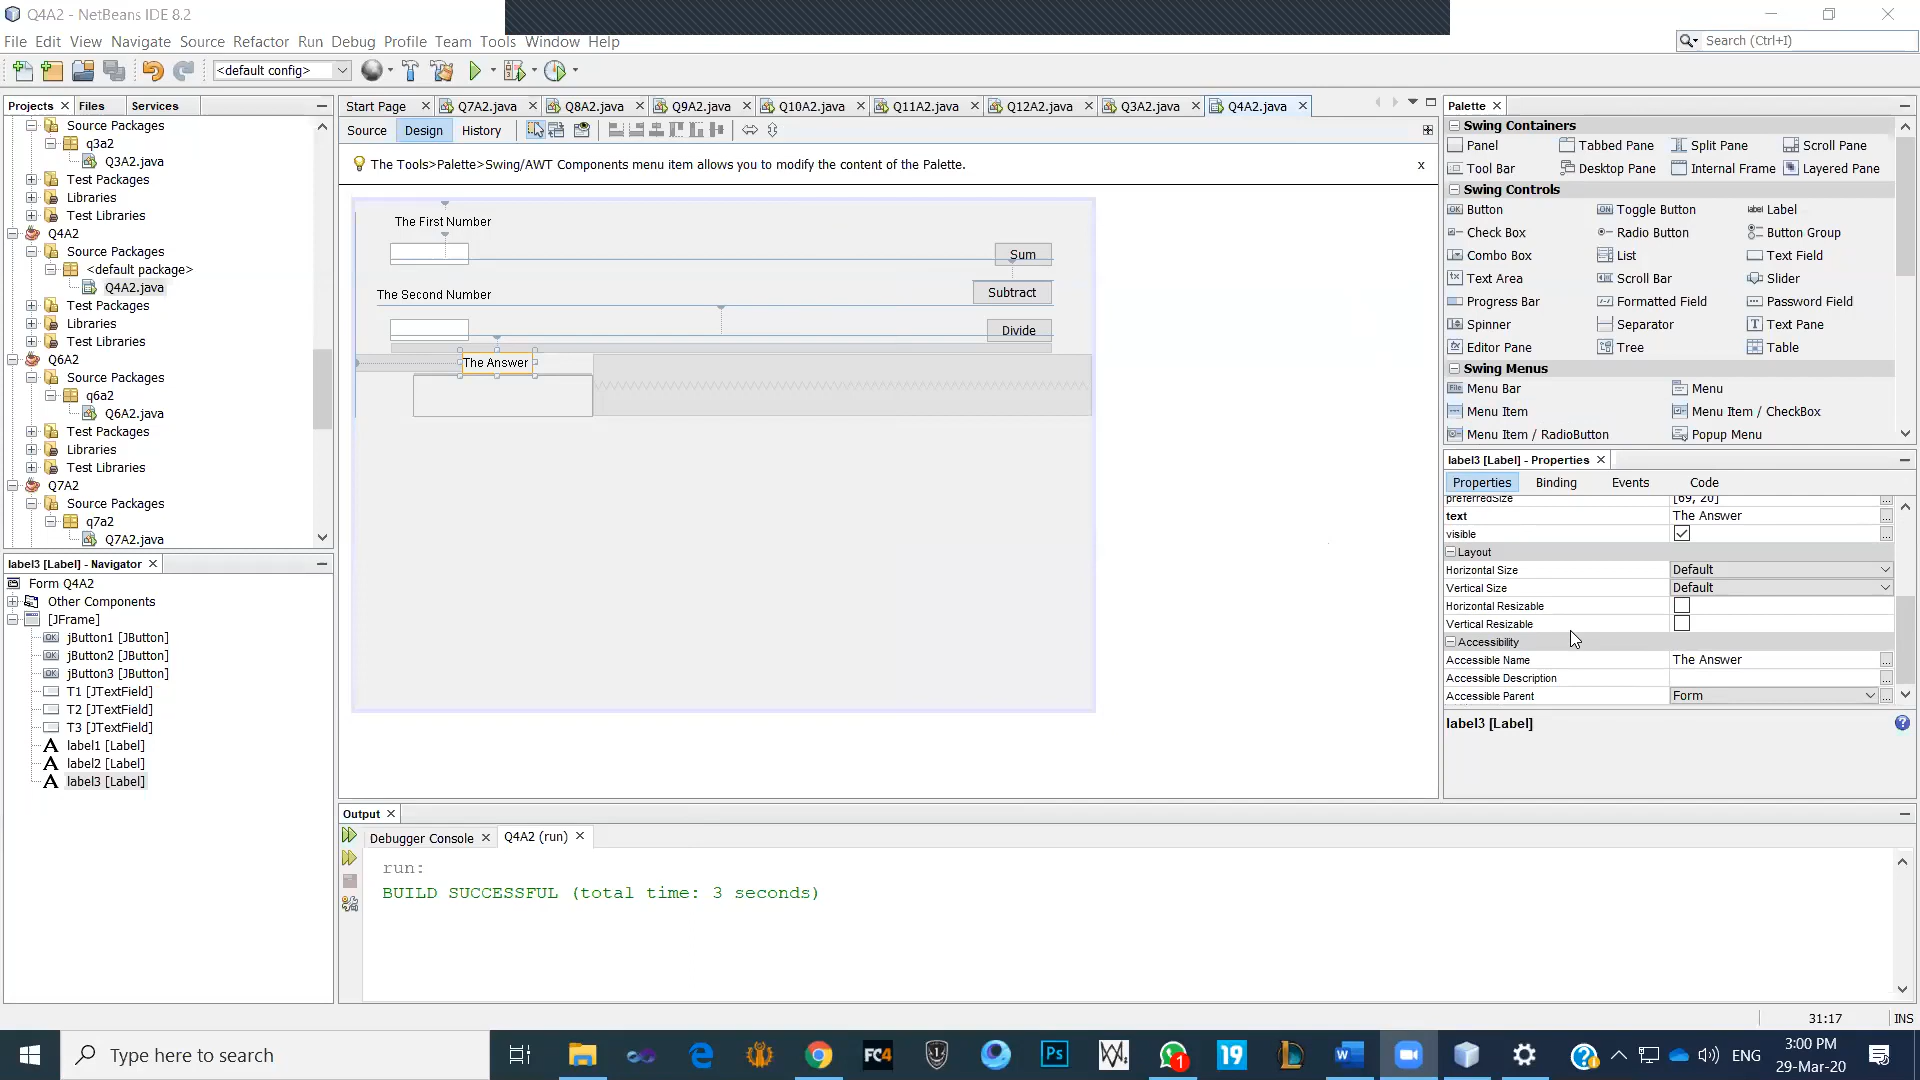 Q4A2 - NetBeans IDE 8.2
File Edit View Navigate Source Refactor Run Debug Profile Team Tools Window Help
Search (Ctrl+I)
<default config>
Projects Files Services
Source Packages
q3a2
Q3A2.java
Test Packages
Libraries
Test Libraries
Q4A2
Source Packages
<default package>
Q4A2.java
Test Packages
Libraries
Test Libraries
Q6A2
Source Packages
q6a2
Q6A2.java
Test Packages
Libraries
Test Libraries
Q7A2
Source Packages
q7a2
Q7A2.java
label3 [Label] - Navigator
Form Q4A2
Other Components
[JFrame]
jButton1 [JButton]
jButton2 [JButton]
jButton3 [JButton]
T1 [JTextField]
T2 [JTextField]
T3 [JTextField]
label1 [Label]
label2 [Label]
label3 [Label]
Start Page Q7A2.java Q8A2.java Q9A2.java Q10A2.java Q11A2.java Q12A2.java Q3A2.java Q4A2.java
Source Design History
The Tools>Palette>Swing/AWT Components menu item allows you to modify the content of the Palette. x
The First Number
Sum
The Second Number
Subtract
Divide
The Answer
Output
Debugger Console Q4A2 (run)
run:
BUILD SUCCESSFUL (total time: 3 seconds)
Palette
Swing Containers
Panel Tabbed Pane Split Pane Scroll Pane
Tool Bar Desktop Pane Internal Frame Layered Pane
Swing Controls
Button Toggle Button Label
Check Box Radio Button Button Group
Combo Box List Text Field
Text Area Scroll Bar Slider
Progress Bar Formatted Field Password Field
Spinner Separator Text Pane
Editor Pane Tree Table
Swing Menus
Menu Bar Menu
Menu Item Menu Item / CheckBox
Menu Item / RadioButton Popup Menu
label3 [Label] - Properties
Properties Binding Events Code
preferredSize [69, 20]
text The Answer
visible
Layout
Horizontal Size Default
Vertical Size Default
Horizontal Resizable
Vertical Resizable
Accessibility
Accessible Name The Answer
Accessible Description
Accessible Parent Form
label3 [Label]
31:17 INS
Type here to search
FC4
Ps
1
19
ENG
3:00 PM
29-Mar-20